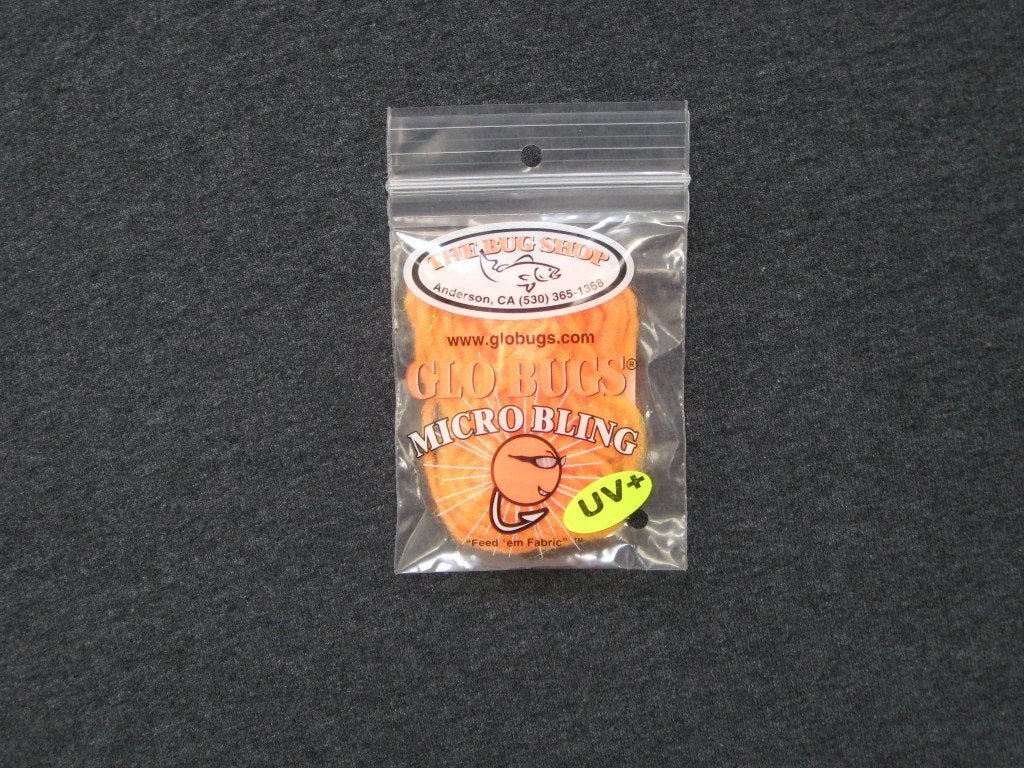 THE BUG SHOP
Anderson, CA (530) 365-1368
www.globugs.com
GLO BUGS®
MICRO BLING
UV+
"Feed 'em Fabric" ™